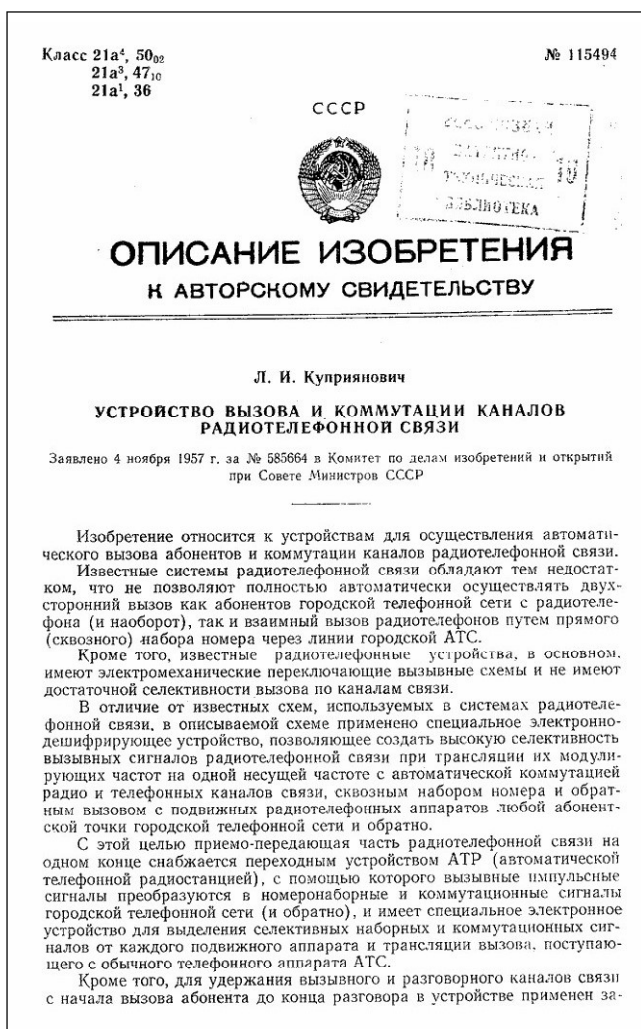 Класс 21a⁴, 50₀₂
21a³, 47₁₀
21a¹, 36
№ 115494
СССР
ПАТЕНТНО-
ТЕХНИЧЕСКАЯ
БИБЛИОТЕКА
ОПИСАНИЕ ИЗОБРЕТЕНИЯ
К АВТОРСКОМУ СВИДЕТЕЛЬСТВУ
Л. И. Куприянович
УСТРОЙСТВО ВЫЗОВА И КОММУТАЦИИ КАНАЛОВ
РАДИОТЕЛЕФОННОЙ СВЯЗИ
Заявлено 4 ноября 1957 г. за № 585664 в Комитет по делам изобретений и открытий
при Совете Министров СССР
Изобретение относится к устройствам для осуществления автомати-
ческого вызова абонентов и коммутации каналов радиотелефонной связи.
Известные системы радиотелефонной связи обладают тем недостат-
ком, что не позволяют полностью автоматически осуществлять двух-
сторонний вызов как абонентов городской телефонной сети с радиотеле-
фона (и наоборот), так и взаимный вызов радиотелефонов путем прямого
(сквозного) набора номера через линии городской АТС.
Кроме того, известные радиотелефонные устройства, в основном,
имеют электромеханические переключающие вызывные схемы и не имеют
достаточной селективности вызова по каналам связи.
В отличие от известных схем, используемых в системах радиотеле-
фонной связи, в описываемой схеме применено специальное электронно-
дешифрирующее устройство, позволяющее создать высокую селективность
вызывных сигналов радиотелефонной связи при трансляции их модули-
рующих частот на одной несущей частоте с автоматической коммутацией
радио и телефонных каналов связи, сквозным набором номера и обрат-
ным вызовом с подвижных радиотелефонных аппаратов любой абонент-
ской точки городской телефонной сети и обратно.
С этой целью приемо-передающая часть радиотелефонной связи на
одном конце снабжается переходным устройством АТР (автоматической
телефонной радиостанцией), с помощью которого вызывные импульсные
сигналы преобразуются в номеронаборные и коммутационные сигналы
городской телефонной сети (и обратно), и имеет специальное электронное
устройство для выделения селективных наборных и коммутационных сиг-
налов от каждого подвижного аппарата и трансляции вызова, поступаю-
щего с обычного телефонного аппарата АТС.
Кроме того, для удержания вызывного и разговорного каналов связи
с начала вызова абонента до конца разговора в устройстве применен за-